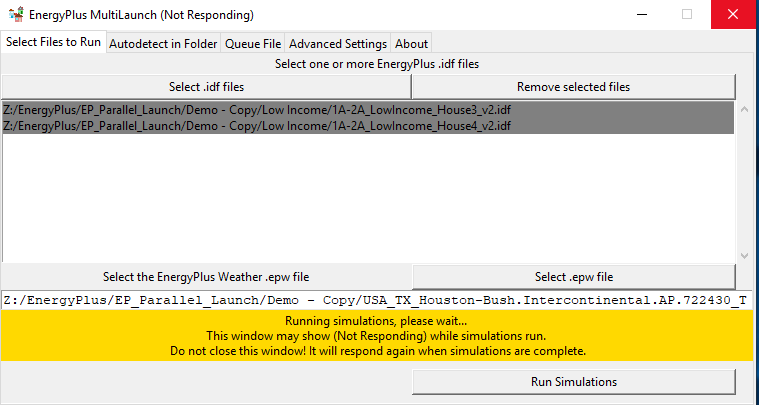 EnergyPlus MultiLaunch (Not Responding)
Select Files to Run Autodetect in Folder Queue File Advanced Settings About
Select one or more EnergyPlus .idf files
Select .idf files Remove selected files
Z:/EnergyPlus/EP_Parallel_Launch/Demo - Copy/Low Income/1A-2A_LowIncome_House3_v2.idf
Z:/EnergyPlus/EP_Parallel_Launch/Demo - Copy/Low Income/1A-2A_LowIncome_House4_v2.idf
Select the EnergyPlus Weather .epw file Select .epw file
Z:/EnergyPlus/EP_Parallel_Launch/Demo - Copy/USA_TX_Houston-Bush.Intercontinental.AP.722430_T
Running simulations, please wait...
This window may show (Not Responding) while simulations run.
Do not close this window! It will respond again when simulations are complete.
Run Simulations